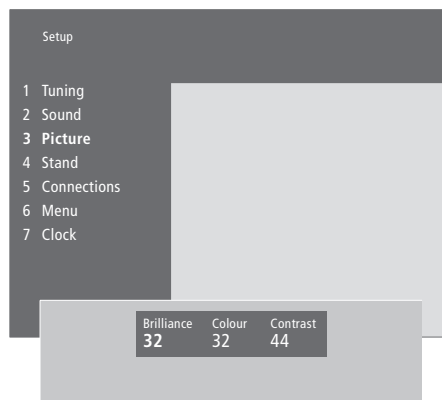 Setup
1 Tuning
2 Sound
3 Picture
4 Stand
5 Connections
6 Menu
7 Clock
Brilliance Colour Contrast
32 32 44